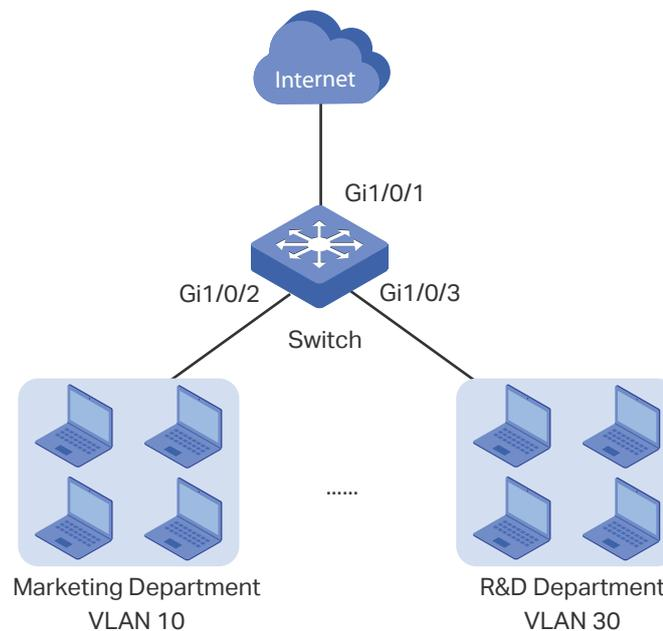 Internet
Gi1/0/1
Gi1/0/2
Gi1/0/3
Switch
......
Marketing Department
VLAN 10
R&D Department
VLAN 30